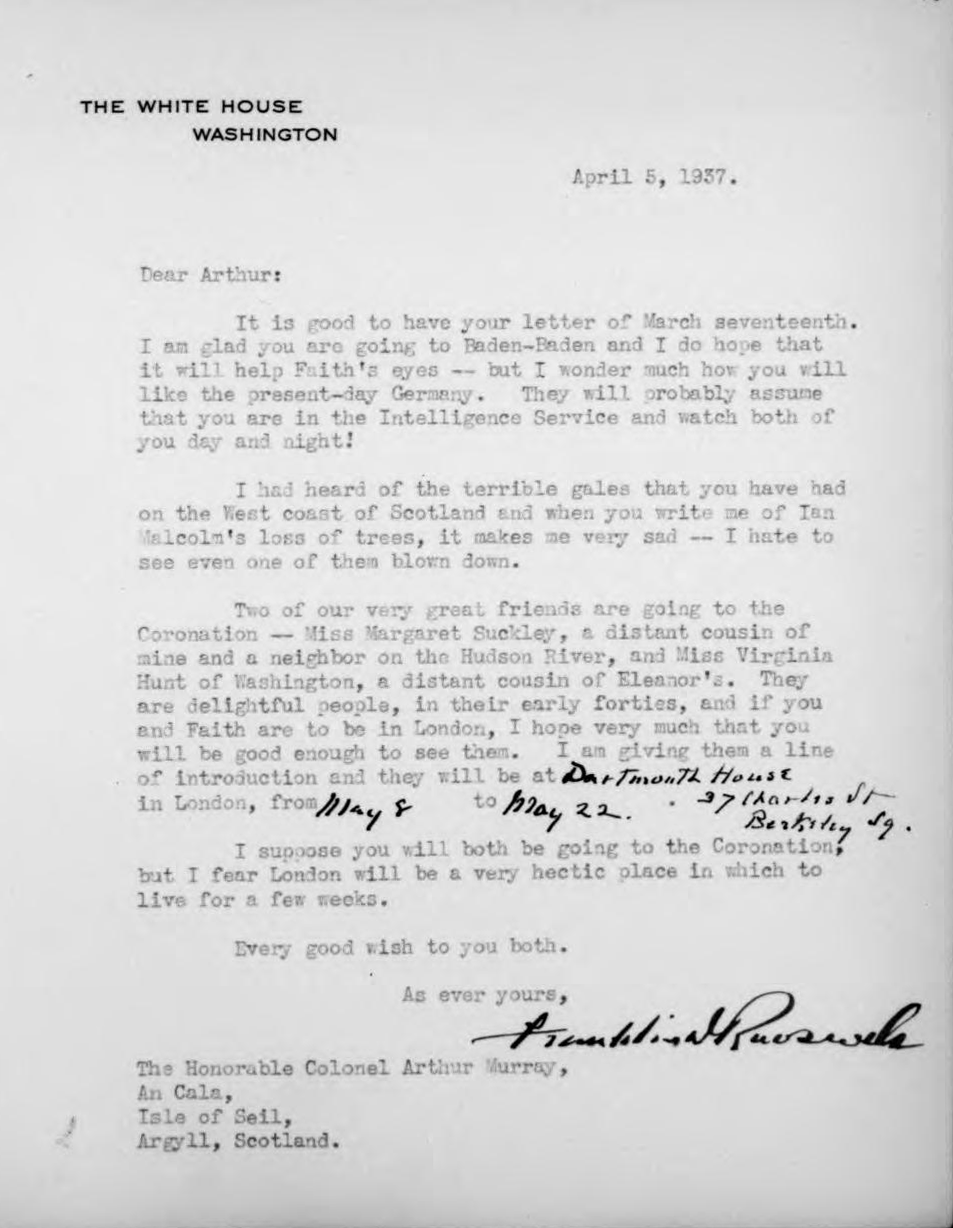 THE WHITE HOUSE
WASHINGTON
April 5, 1937.
Dear Arthur:
It is good to have your letter of March seventeenth.
I am glad you are going to Baden-Baden and I do hope that
it will help Faith's eyes -- but I wonder much how you will
like the present-day Germany. They will probably assume
that you are in the Intelligence Service and watch both of
you day and night!
I had heard of the terrible gales that you have had
on the West coast of Scotland and when you write me of Ian
Malcolm's loss of trees, it makes me very sad -- I hate to
see even one of them blown down.
Two of our very great friends are going to the
Coronation -- Miss Margaret Suckley, a distant cousin of
mine and a neighbor on the Hudson River, and Miss Virginia
Hunt of Washington, a distant cousin of Eleanor's. They
are delightful people, in their early forties, and if you
and Faith are to be in London, I hope very much that you
will be good enough to see them. I am giving them a line
of introduction and they will be at Dartmouth House
in London, from May 8 to May 22. 37 Charles St
Berkeley Sq.
I suppose you will both be going to the Coronation,
but I fear London will be a very hectic place in which to
live for a few weeks.
Every good wish to you both.
As ever yours,
Franklin D Roosevelt
The Honorable Colonel Arthur Murray,
An Cala,
Isle of Seil,
Argyll, Scotland.